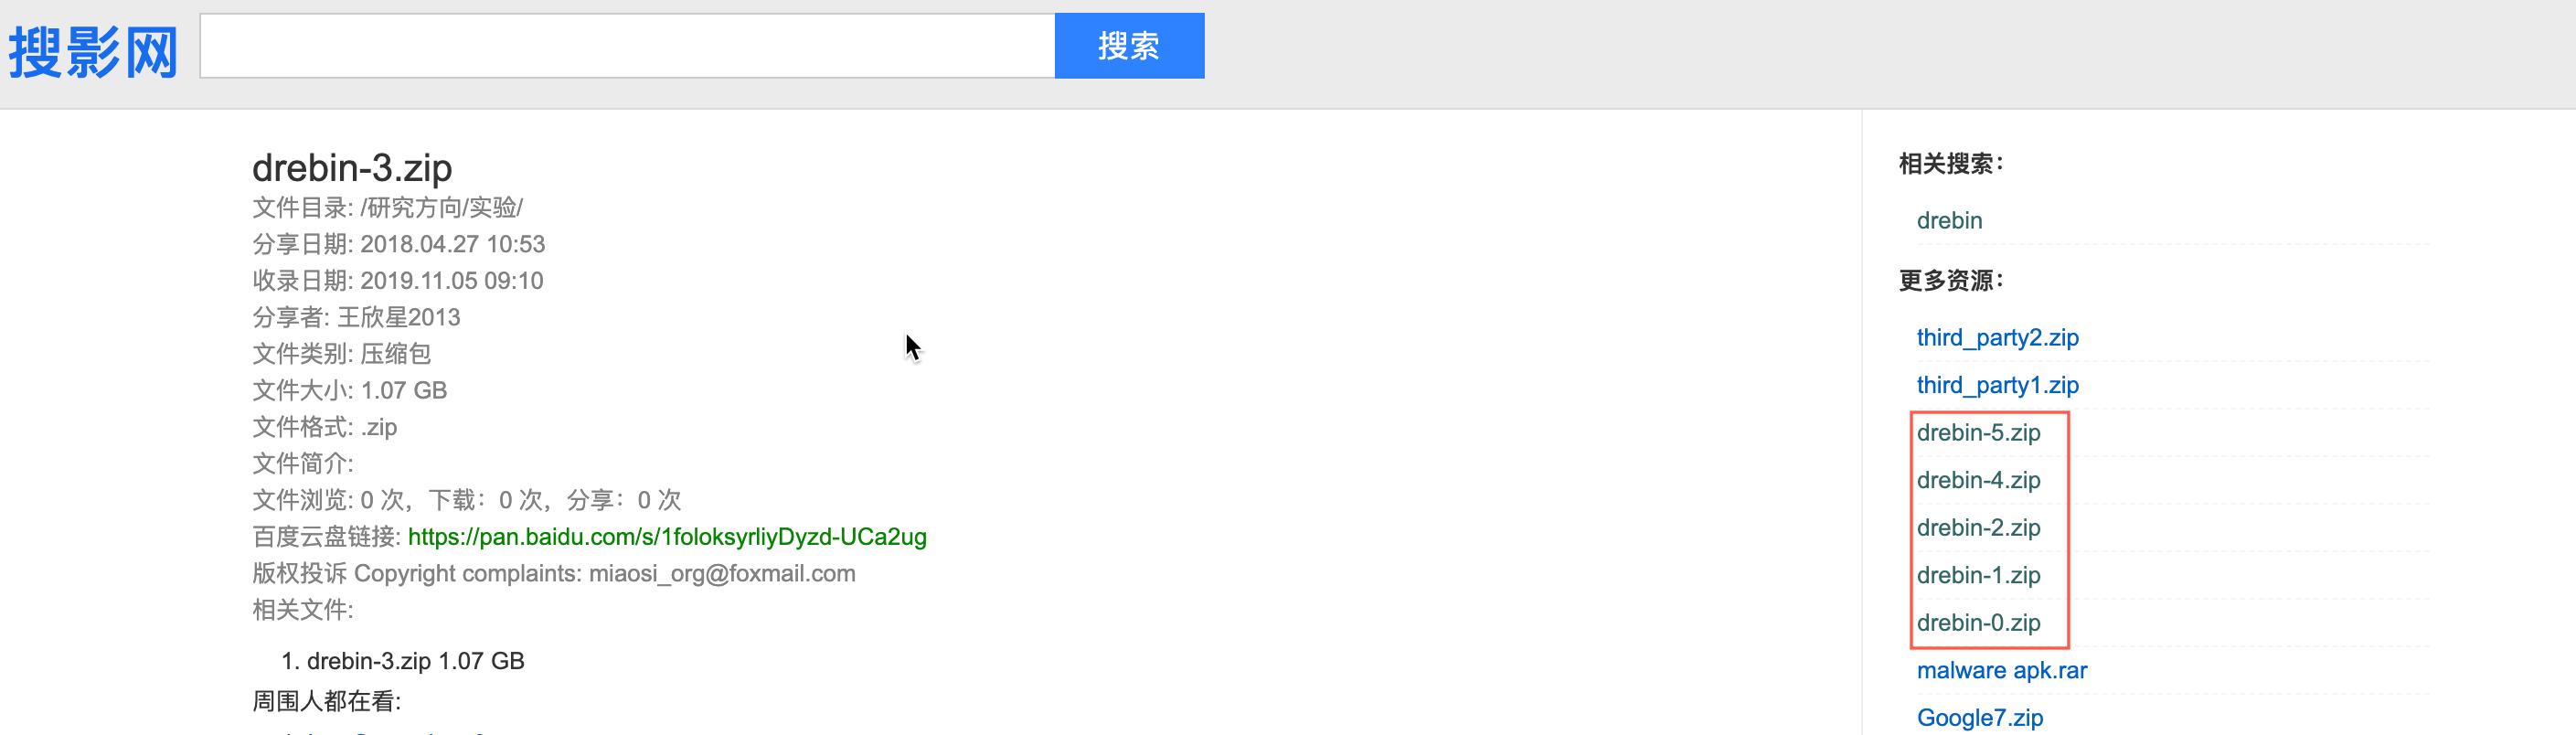 搜影网
搜索
drebin-3.zip
文件目录: /研究方向/实验/
分享日期: 2018.04.27 10:53
收录日期: 2019.11.05 09:10
分享者: 王欣星2013
文件类别: 压缩包
文件大小: 1.07 GB
文件格式: .zip
文件简介:
文件浏览: 0 次，下载：0 次，分享：0 次
百度云盘链接: https://pan.baidu.com/s/1foloksyrliyDyzd-UCa2ug
版权投诉 Copyright complaints: miaosi_org@foxmail.com
相关文件:
1. drebin-3.zip 1.07 GB
周围人都在看:
相关搜索：
drebin
更多资源：
third_party2.zip
third_party1.zip
drebin-5.zip
drebin-4.zip
drebin-2.zip
drebin-1.zip
drebin-0.zip
malware apk.rar
Google7.zip